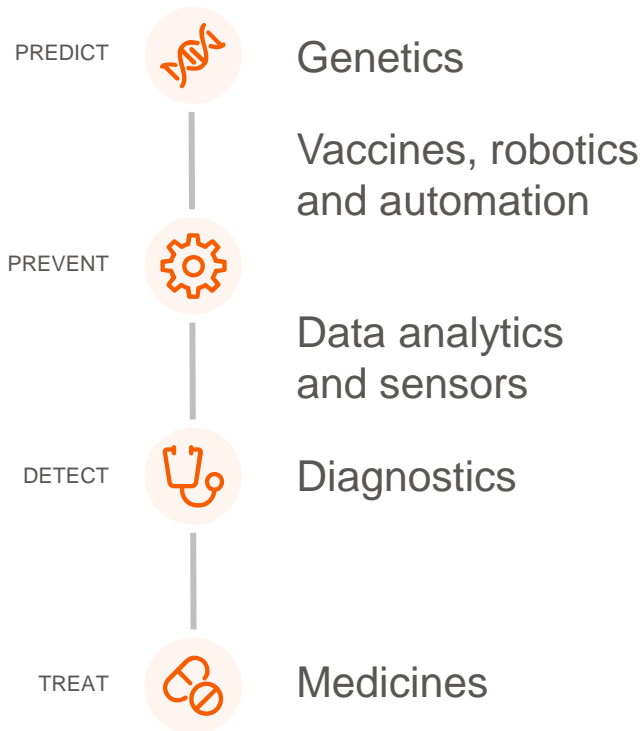 PREDICT
Genetics
Vaccines, robotics
and automation
PREVENT
Data analytics
and sensors
DETECT
Diagnostics
TREAT
Medicines